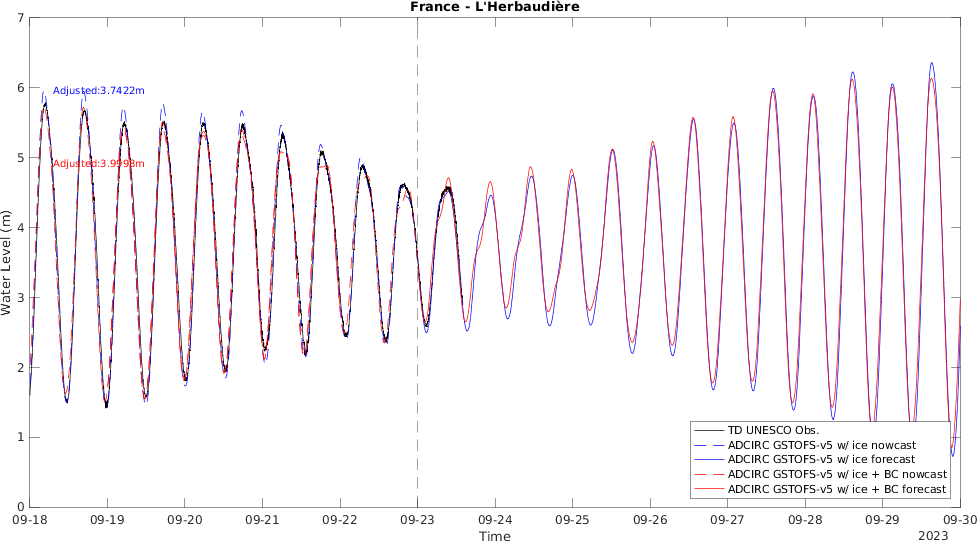 France - L'Herbaudière
7
6
5
4
3
2
1
0
Water Level (m)
Adjusted:3.7422m
Adjusted:3.9993m
TD UNESCO Obs.
ADCIRC GSTOFS-v5 w/ ice nowcast
ADCIRC GSTOFS-v5 w/ ice forecast
ADCIRC GSTOFS-v5 w/ ice + BC nowcast
ADCIRC GSTOFS-v5 w/ ice + BC forecast
09-18 09-19 09-20 09-21 09-22 09-23 09-24 09-25 09-26 09-27 09-28 09-29 09-30
Time
2023